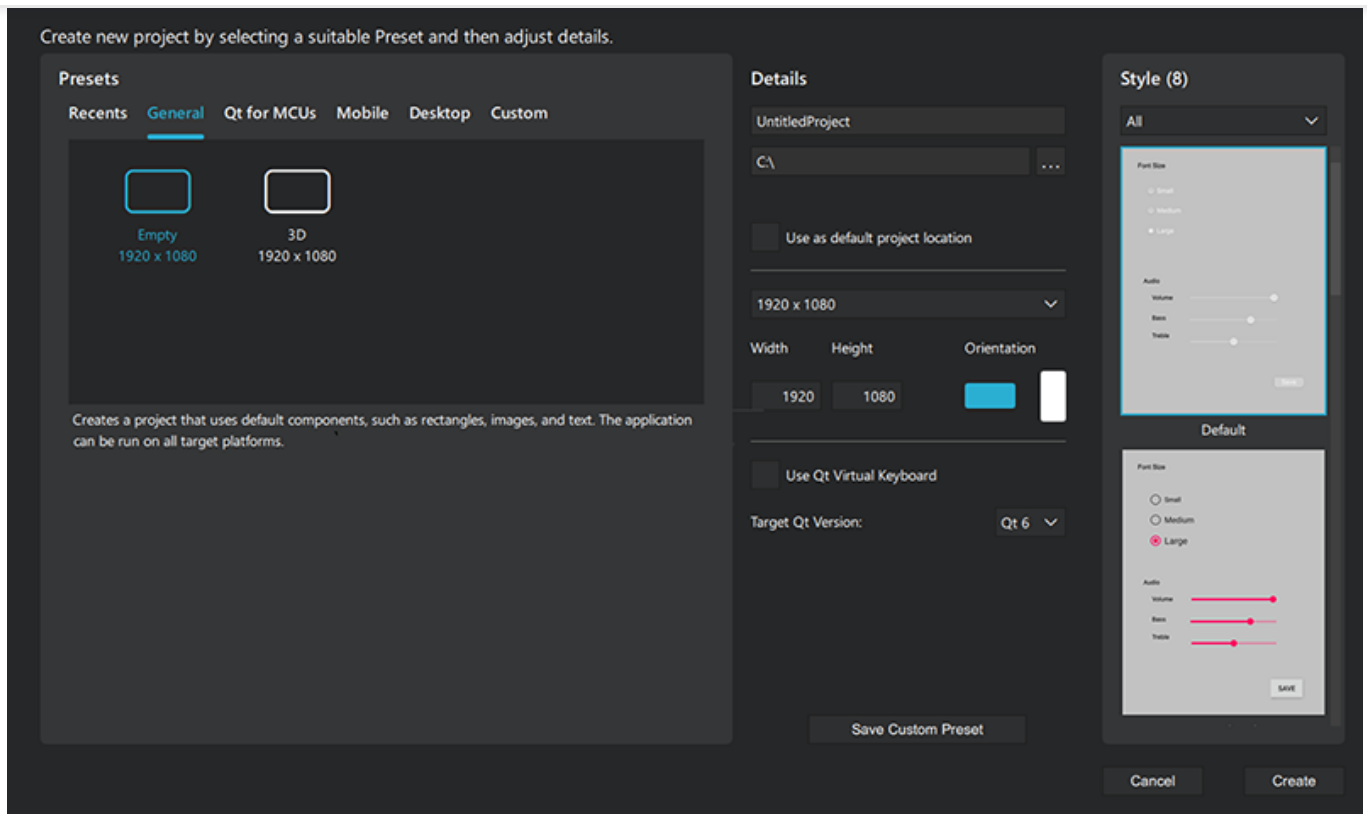 Create new project by selecting a suitable Preset and then adjust details.
Presets
Recents General Qt for MCUs Mobile Desktop Custom
Empty
1920 x 1080
3D
1920 x 1080
Creates a project that uses default components, such as rectangles, images, and text. The application
can be run on all target platforms.
Details
UntitledProject
C:\
...
Use as default project location
1920 x 1080
Width Height Orientation
1920 1080
Use Qt Virtual Keyboard
Target Qt Version: Qt 6
Save Custom Preset
Style (8)
All
Font Size
Small
Medium
Large
Audio
Volume
Bass
Treble
Save
Default
Font Size
Small
Medium
Large
Audio
Volume
Bass
Treble
SAVE
Cancel Create